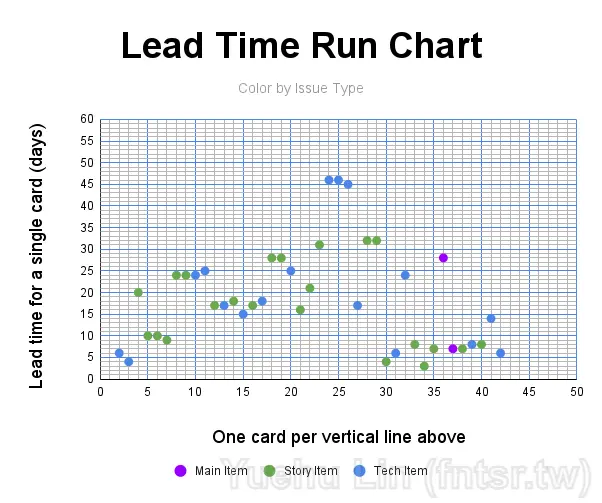 Lead Time Run Chart
Color by Issue Type
Lead time for a single card (days)
60
55
50
45
40
35
30
25
20
15
10
5
0
0 5 10 15 20 25 30 35 40 45 50
One card per vertical line above
Main Item Story Item Tech Item
Yuehu Lin (fntsr.tw)